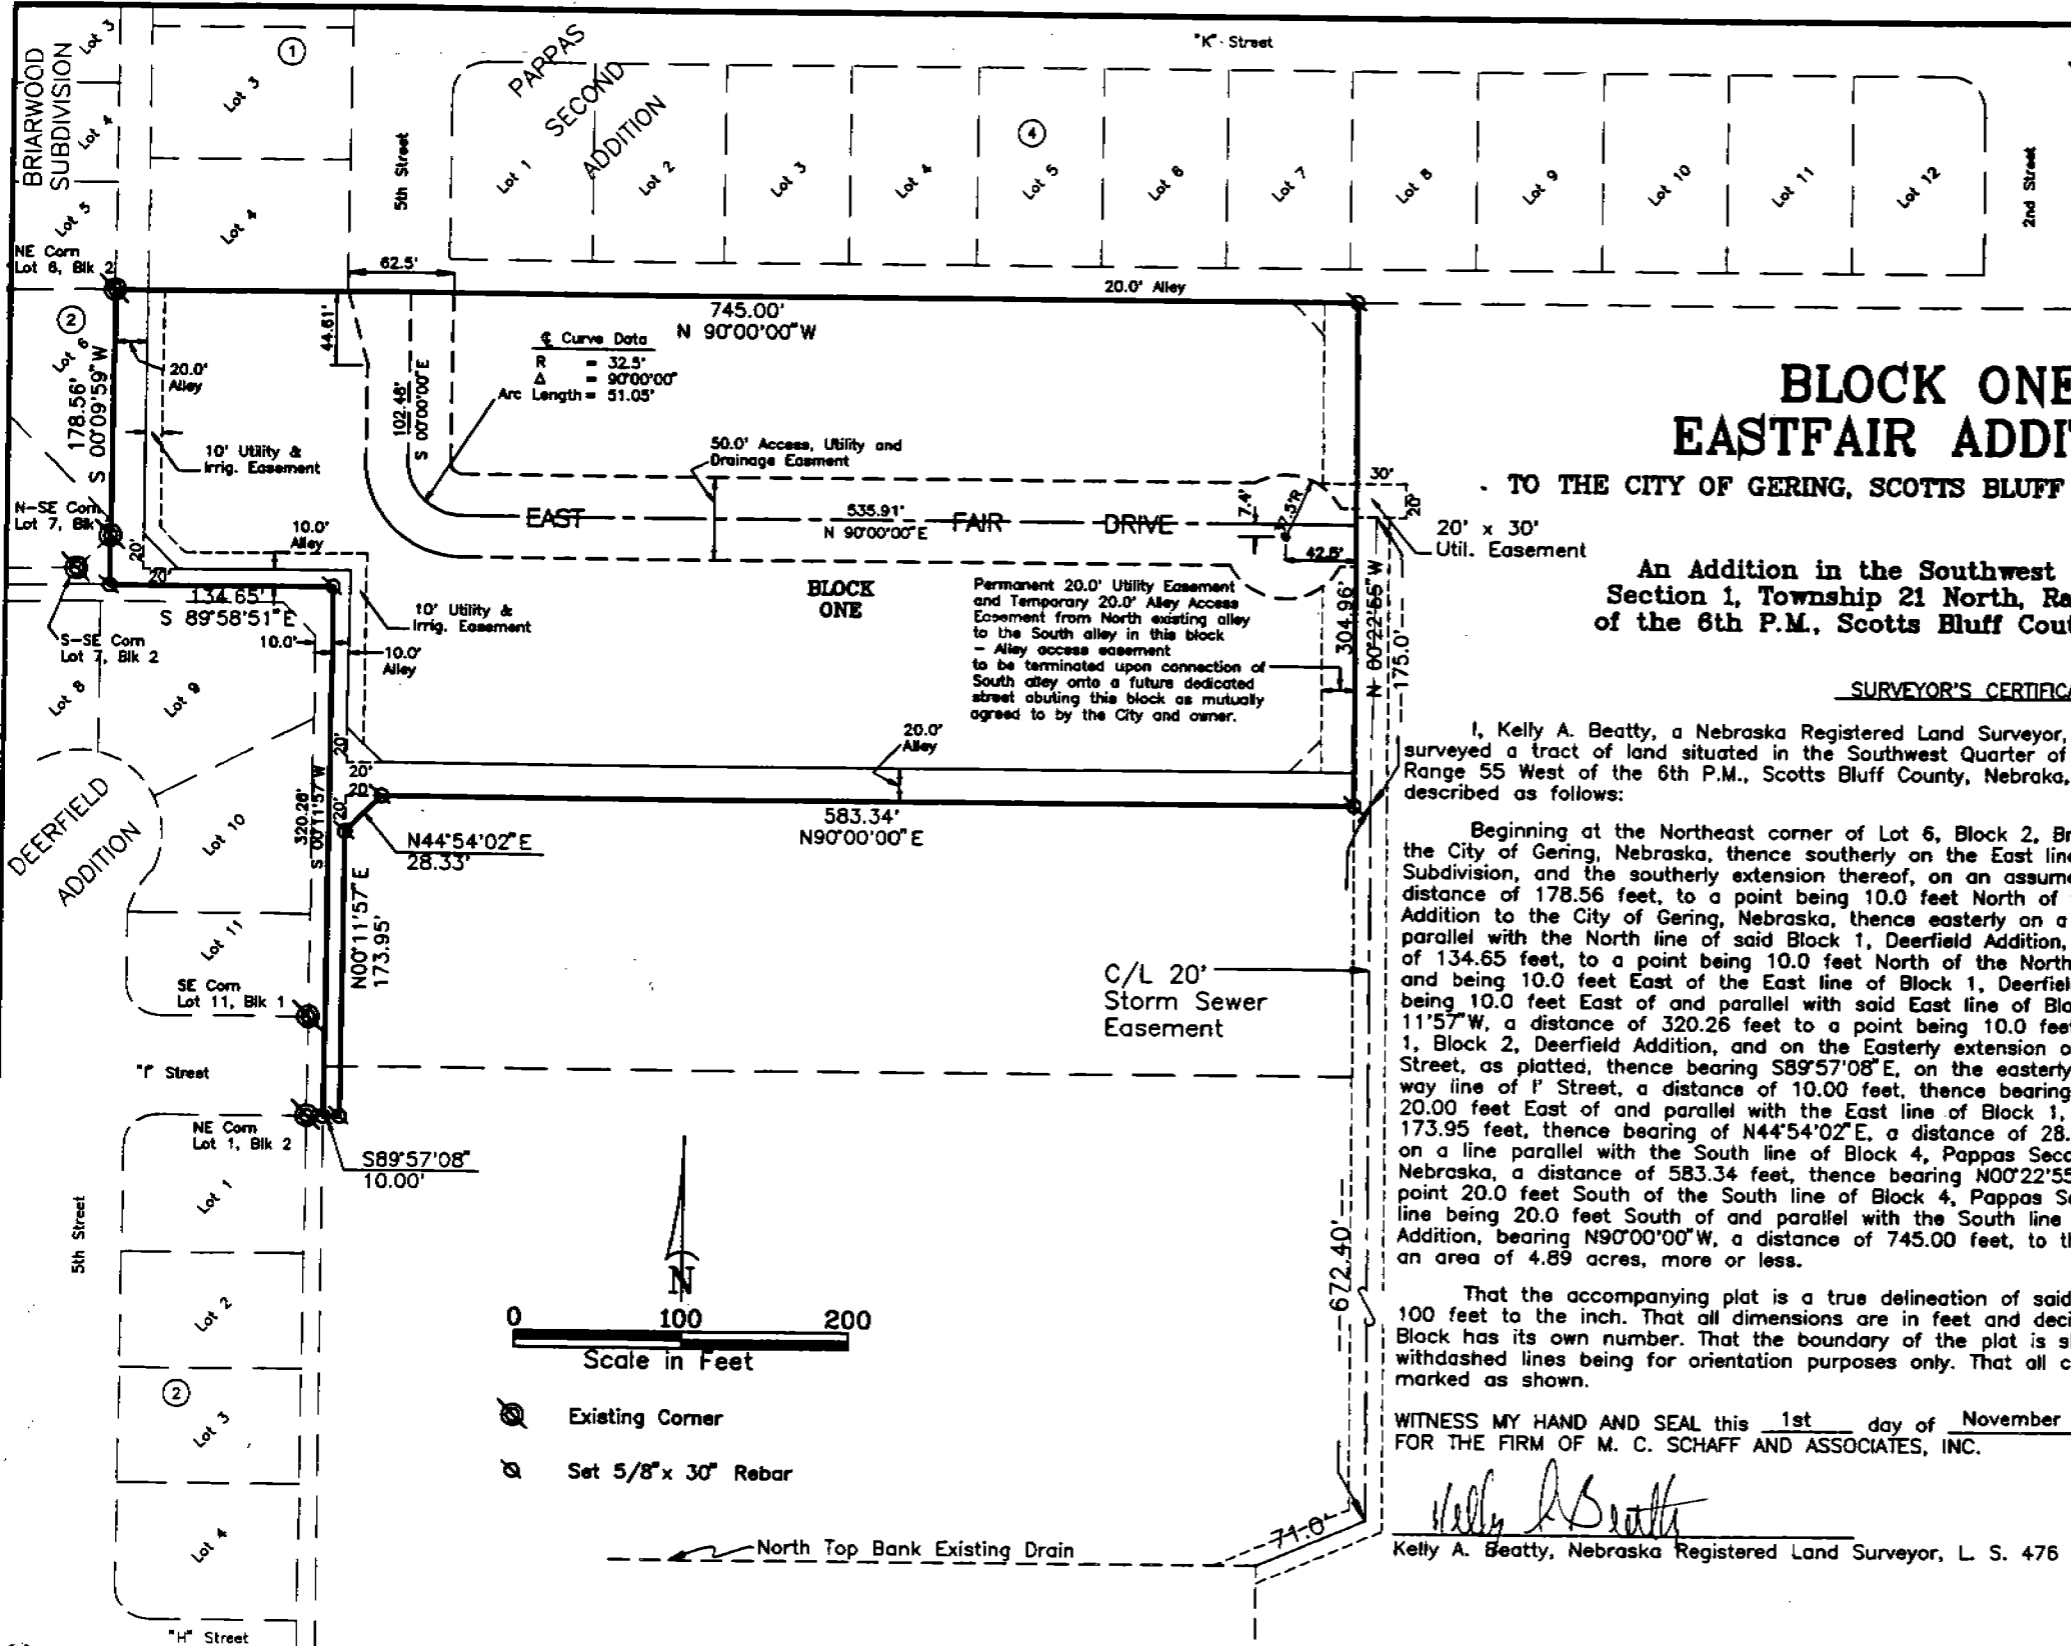 "K" Street
BRIARWOOD
SUBDIVISION
Lot 3
Lot 4
Lot 5
1
Lot 3
Lot 4
5th Street
PAPPAS
SECOND
ADDITION
4
Lot 1
Lot 2
Lot 3
Lot 4
Lot 5
Lot 6
Lot 7
Lot 8
Lot 9
Lot 10
Lot 11
Lot 12
2nd Street
NE Corn
Lot 6, Blk 2
62.5'
20.0' Alley
745.00'
N 90°00'00"W
44.61'
2
Lot 6
178.56'
S 00°09'59"W
20.0'
Alley
℄ Curve Data
R = 32.5'
Δ = 90°00'00"
Arc Length = 51.05'
102.48'
S 00°00'00"E
10' Utility &
Irrig. Easement
50.0' Access, Utility and
Drainage Easment
N-SE Corn
Lot 7, Blk
10.0'
Alley
20'
20'
EAST FAIR DRIVE
535.91'
N 90°00'00"E
7.4'
37.5'R
42.5'
30'
20'
20' x 30'
Util. Easement
134.65'
S 89°58'51"E
S-SE Corn
Lot 7, Blk 2
10.0'
10.0'
Alley
10' Utility &
Irrig. Easement
BLOCK
ONE
Permanent 20.0' Utility Easement
and Temporary 20.0' Alley Access
Easement from North existing alley
to the South alley in this block
- Alley access easement
to be terminated upon connection of
South alley onto a future dedicated
street abuting this block as mutually
agreed to by the City and owner.
304.96'
N 00°22'55"W
175.0'
Lot 8
Lot 9
20'
20'
20'
20'
20.0'
Alley
320.26'
S 00°11'57"W
583.34'
N90°00'00"E
N44°54'02"E
28.33'
DEERFIELD
ADDITION
Lot 10
N00°11'57"E
173.95'
Lot 11
SE Corn
Lot 11, Blk 1
C/L 20'
Storm Sewer
Easement
"I" Street
NE Corn
Lot 1, Blk 2
S89°57'08"
10.00'
5th Street
Lot 1
Lot 2
2
Lot 3
Lot 4
"H" Street
N
0 100 200
Scale in Feet
Existing Corner
Set 5/8"x 30" Rebar
672.40'
71.0'
North Top Bank Existing Drain
BLOCK ONE
EASTFAIR ADDI
TO THE CITY OF GERING, SCOTTS BLUFF
An Addition in the Southwest
Section 1, Township 21 North, Ra
of the 6th P.M., Scotts Bluff Cout
SURVEYOR'S CERTIFICA
I, Kelly A. Beatty, a Nebraska Registered Land Surveyor,
surveyed a tract of land situated in the Southwest Quarter of
Range 55 West of the 6th P.M., Scotts Bluff County, Nebraka,
described as follows:
Beginning at the Northeast corner of Lot 6, Block 2, Br
the City of Gering, Nebraska, thence southerly on the East line
Subdivision, and the southerly extension thereof, on an assume
distance of 178.56 feet, to a point being 10.0 feet North of
Addition to the City of Gering, Nebraska, thence easterly on a
parallel with the North line of said Block 1, Deerfield Addition,
of 134.65 feet, to a point being 10.0 feet North of the North
and being 10.0 feet East of the East line of Block 1, Deerfiel
being 10.0 feet East of and parallel with said East line of Blo
11'57"W, a distance of 320.26 feet to a point being 10.0 feet
1, Block 2, Deerfield Addition, and on the Easterly extension o
Street, as platted, thence bearing S89°57'08"E, on the easterly
way line of I' Street, a distance of 10.00 feet, thence bearing
20.00 feet East of and parallel with the East line of Block 1,
173.95 feet, thence bearing of N44°54'02"E, a distance of 28.
on a line parallel with the South line of Block 4, Pappas Seco
Nebraska, a distance of 583.34 feet, thence bearing N00°22'55
point 20.0 feet South of the South line of Block 4, Pappas Se
line being 20.0 feet South of and parallel with the South line
Addition, bearing N90°00'00"W, a distance of 745.00 feet, to th
an area of 4.89 acres, more or less.
That the accompanying plat is a true delineation of said
100 feet to the inch. That all dimensions are in feet and deci
Block has its own number. That the boundary of the plat is s
withdashed lines being for orientation purposes only. That all c
marked as shown.
WITNESS MY HAND AND SEAL this 1st day of November
FOR THE FIRM OF M. C. SCHAFF AND ASSOCIATES, INC.
Kelly A Beatty
Kelly A. Beatty, Nebraska Registered Land Surveyor, L. S. 476